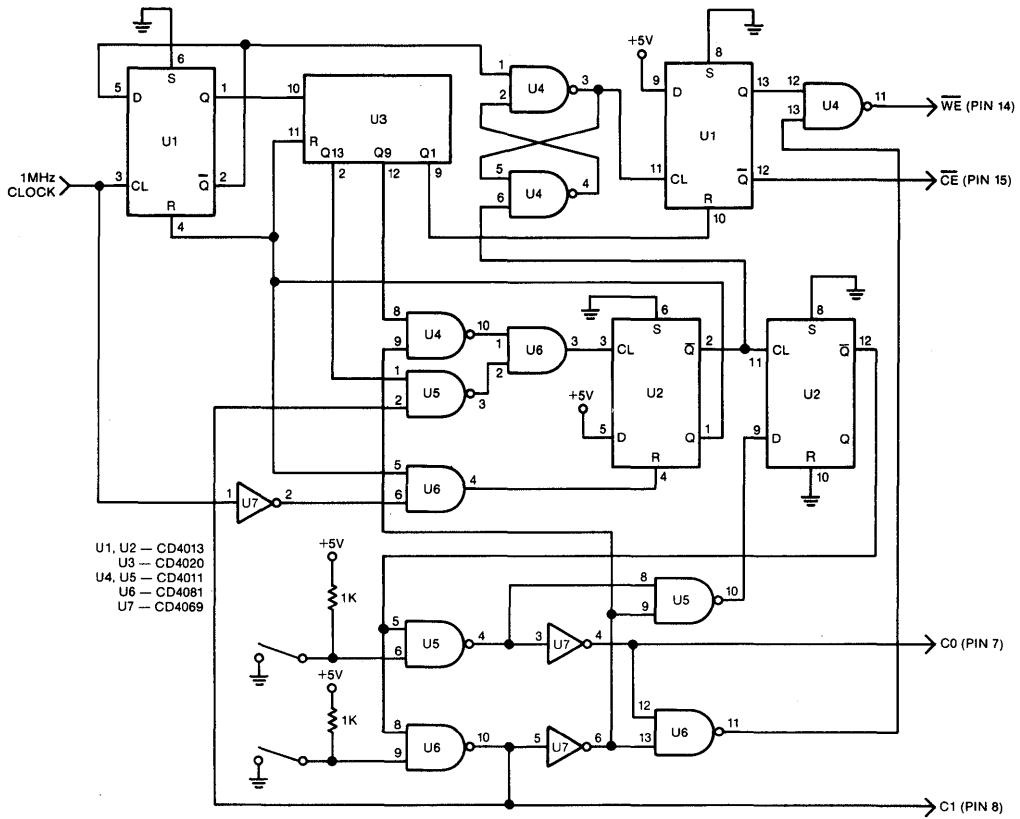 6
S
5
D
Q
1
U1
1MHz
CLOCK
3
CL
Q̅
2
R
4
10
11
R
U3
Q13
Q9
Q1
2
12
9
1
2
U4
3
5
6
U4
4
+5V
8
S
9
D
Q
13
U1
11
CL
Q̅
12
R
10
12
13
U4
11
W̅E̅ (PIN 14)
C̅E̅ (PIN 15)
8
9
U4
10
1
2
U6
3
1
2
U5
3
5
6
U6
4
1
U7
2
+5V
6
S
3
CL
Q̅
2
U2
5
D
Q
1
R
4
8
S
11
CL
Q̅
12
U2
9
D
Q
R
10
U1, U2 — CD4013
U3 — CD4020
U4, U5 — CD4011
U6 — CD4081
U7 — CD4069
+5V
1K
5
6
U5
4
3
U7
4
8
9
U5
10
C0 (PIN 7)
+5V
1K
8
9
U6
10
5
U7
6
12
13
U6
11
C1 (PIN 8)